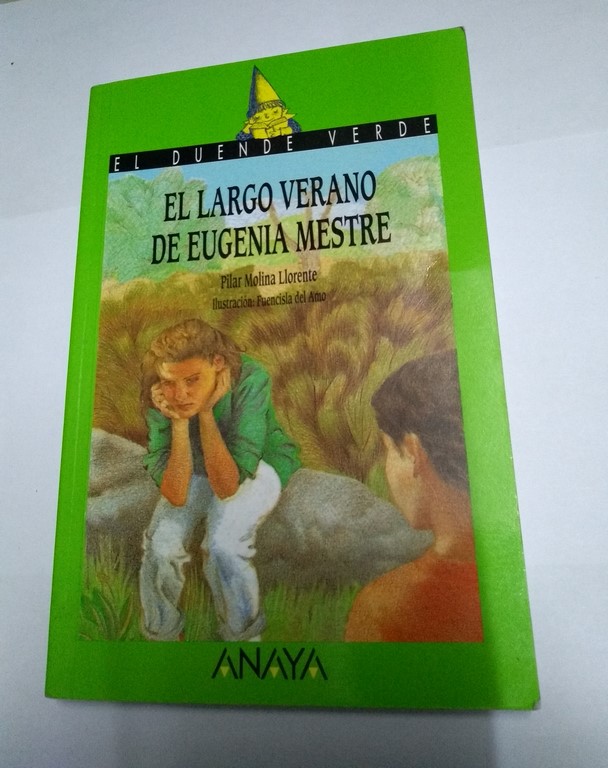 EL DUENDE VERDE
EL LARGO VERANO
DE EUGENIA MESTRE
Pilar Molina Llorente
Ilustración: Fuencisla del Amo
ANAYA